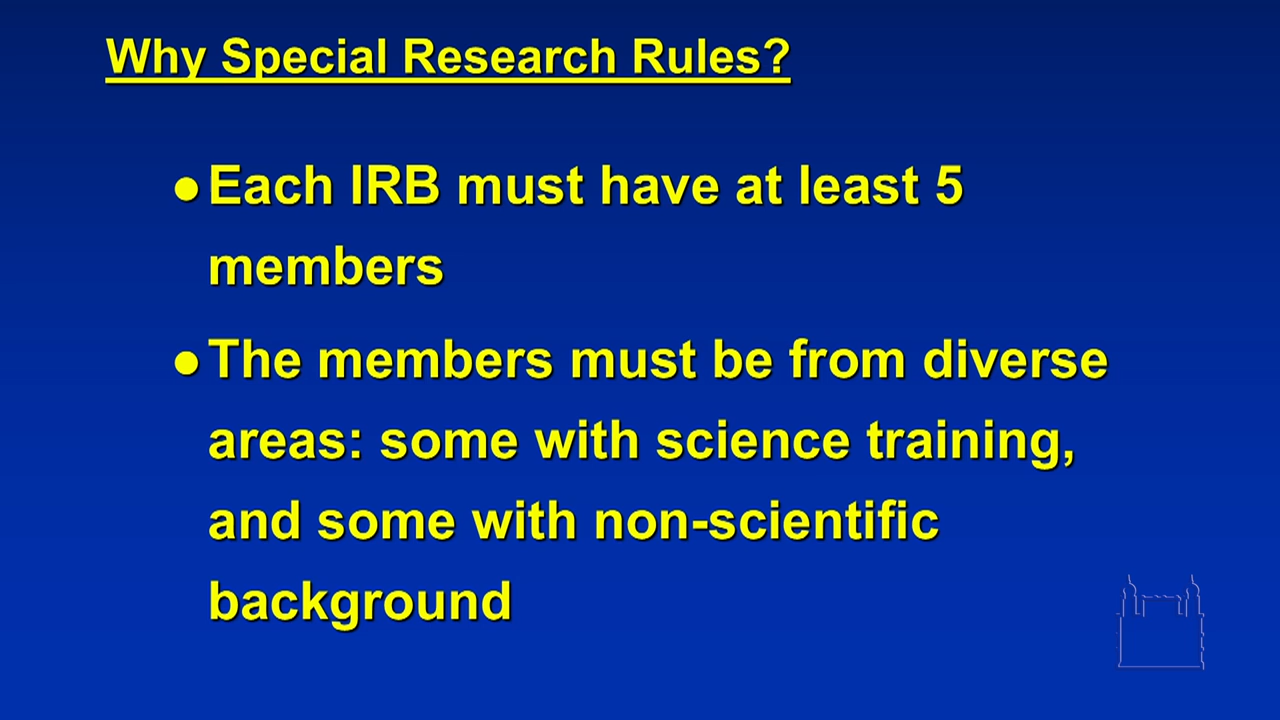 Why Special Research Rules?
● Each IRB must have at least 5
members
● The members must be from diverse
areas: some with science training,
and some with non-scientific
background